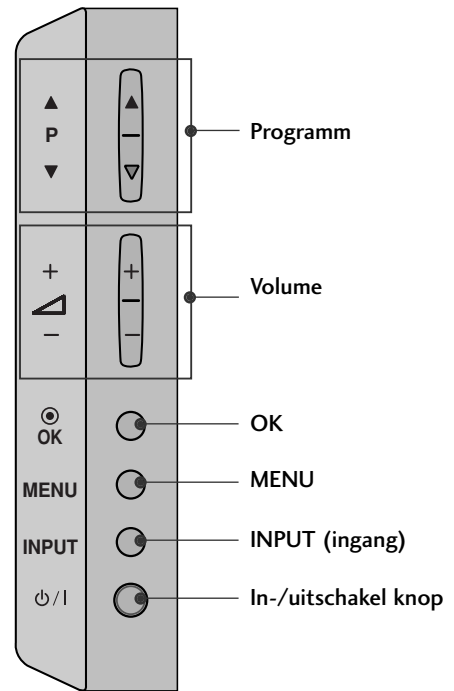 ▲
P
▼
Programm
+
−
+
−
Volume
OK
OK
MENU
MENU
INPUT
INPUT (ingang)
⏻/I
In-/uitschakel knop